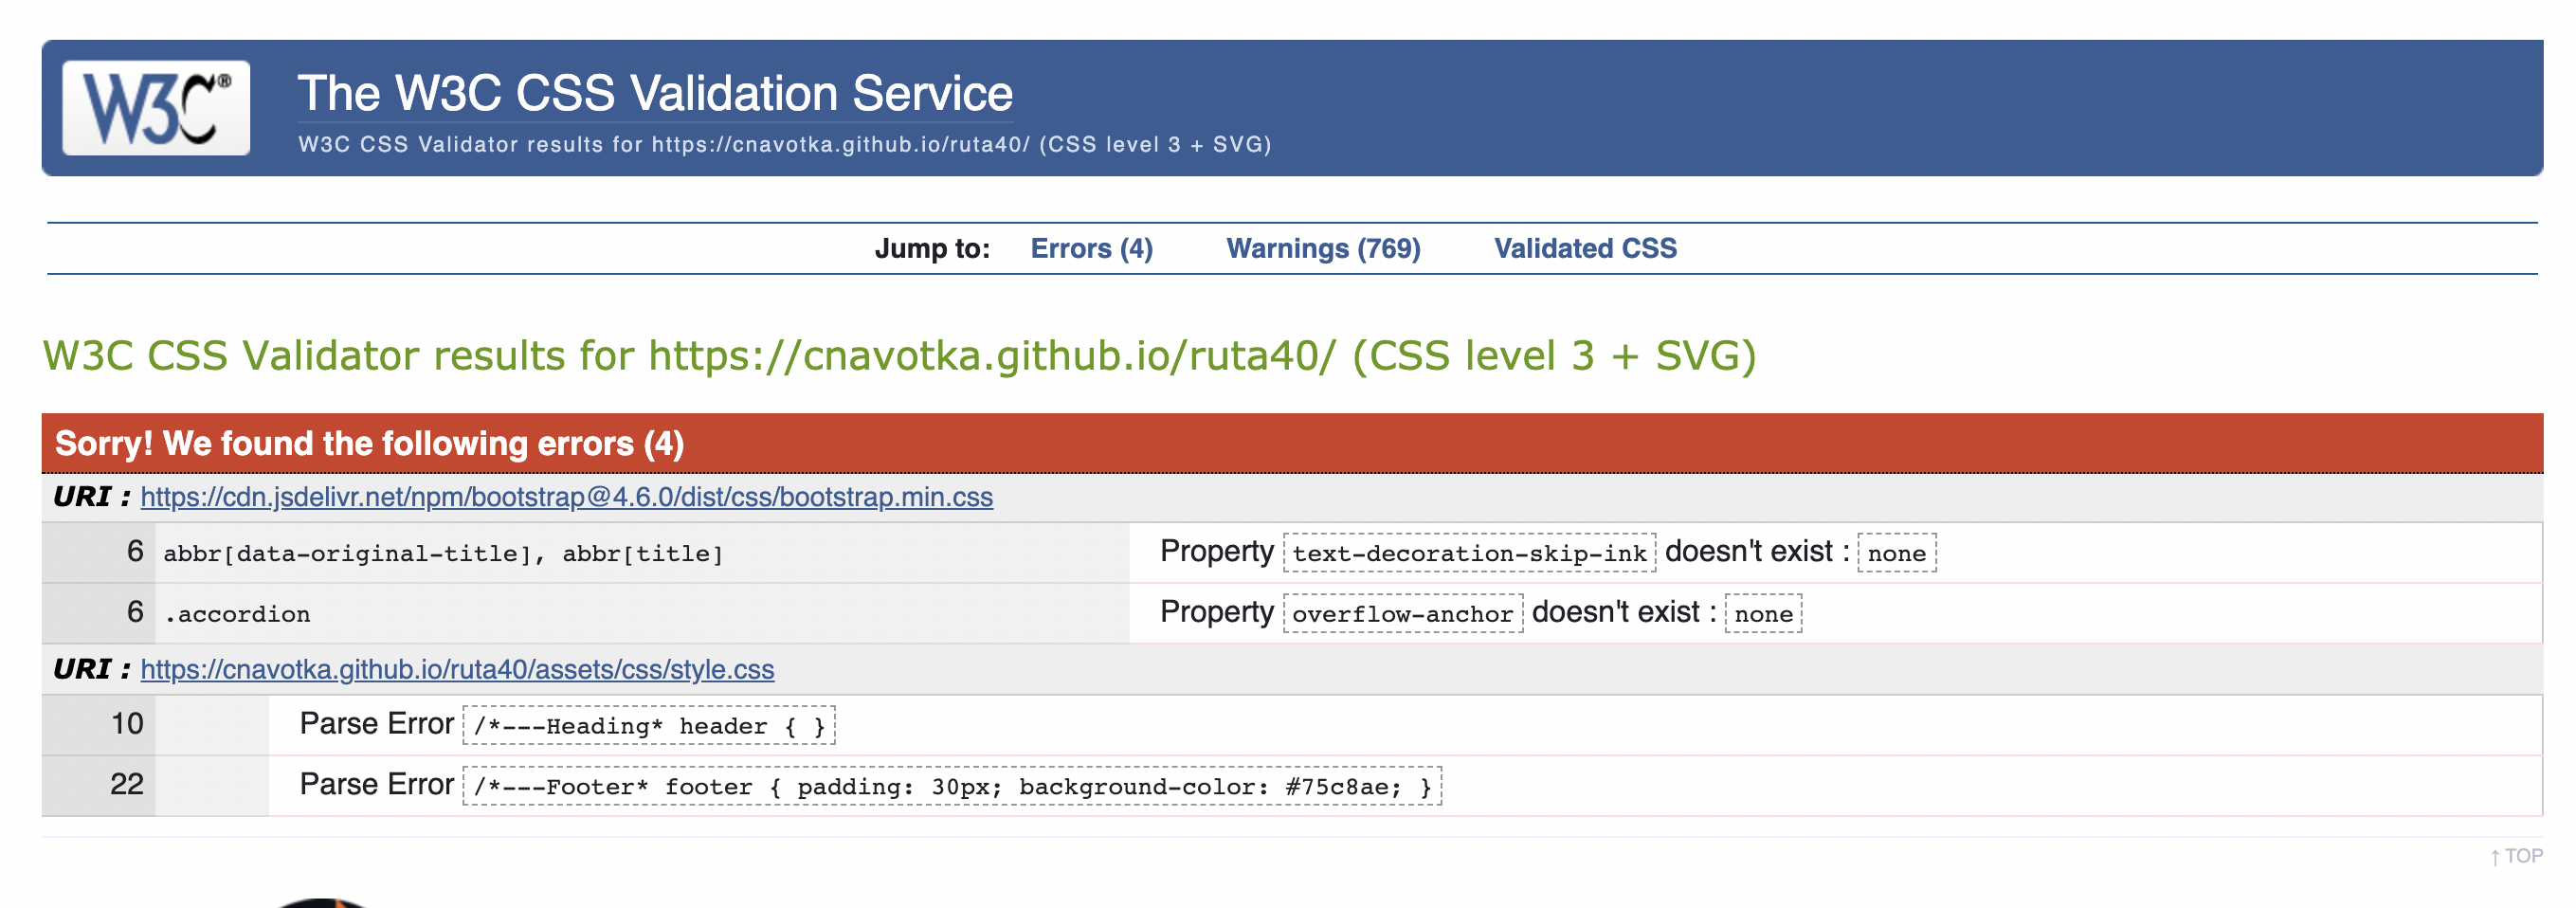 W3C®
The W3C CSS Validation Service
W3C CSS Validator results for https://cnavotka.github.io/ruta40/ (CSS level 3 + SVG)
Jump to: Errors (4) Warnings (769) Validated CSS
W3C CSS Validator results for https://cnavotka.github.io/ruta40/ (CSS level 3 + SVG)
Sorry! We found the following errors (4)
URI : https://cdn.jsdelivr.net/npm/bootstrap@4.6.0/dist/css/bootstrap.min.css
6 abbr[data-original-title], abbr[title] Property text-decoration-skip-ink doesn't exist : none
6 .accordion Property overflow-anchor doesn't exist : none
URI : https://cnavotka.github.io/ruta40/assets/css/style.css
10 Parse Error /*---Heading* header { }
22 Parse Error /*---Footer* footer { padding: 30px; background-color: #75c8ae; }
↑ TOP